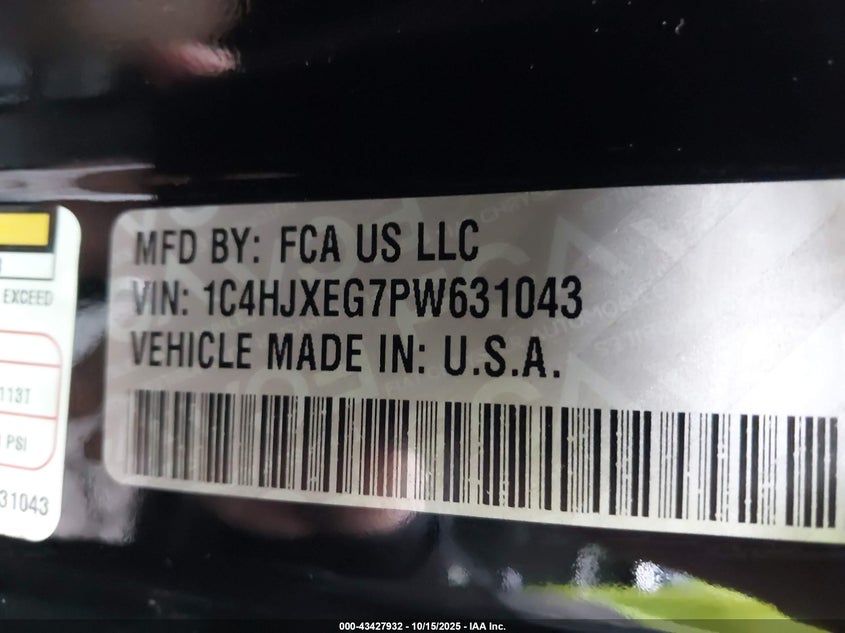 MFD BY: FCA US LLC
VIN: 1C4HJXEG7PW631043
VEHICLE MADE IN: U.S.A.
EXCEED
113T
PSI
31043
000-43427932 - 10/15/2025 - IAA Inc.